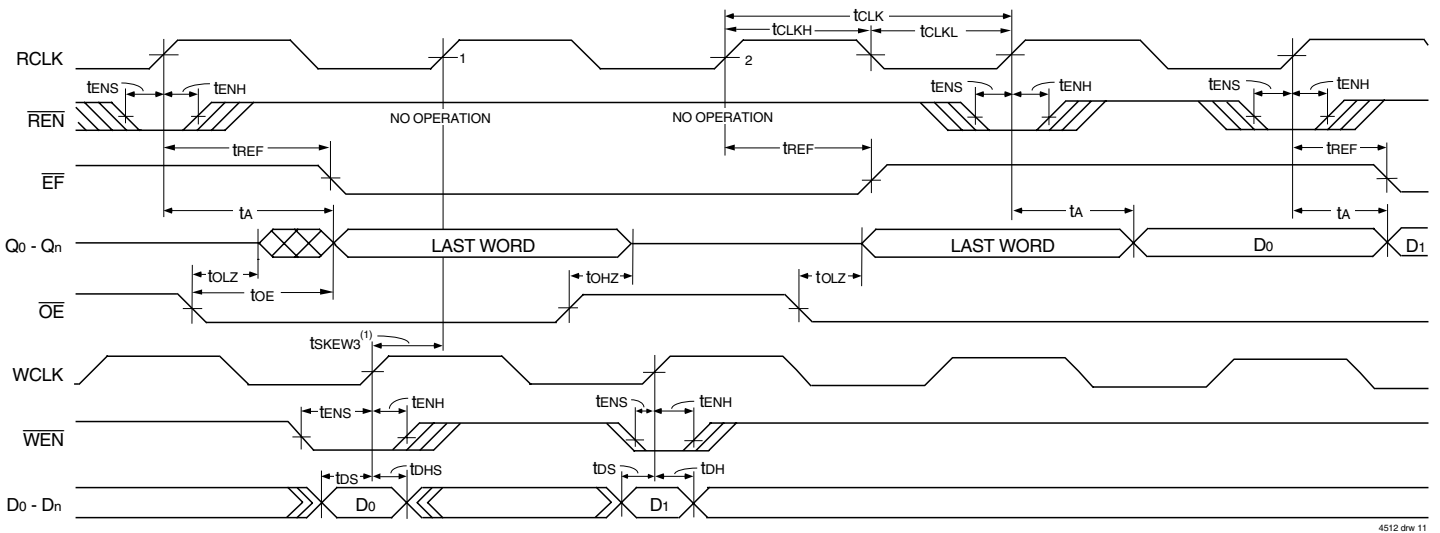 tCLK
tCLKH
tCLKL
RCLK
1
2
tENS
tENH
tENS
tENH
tENS
tENH
REN
NO OPERATION
NO OPERATION
tREF
tREF
tREF
EF
tA
tA
tA
Q0 - Qn
LAST WORD
LAST WORD
D0
D1
tOLZ
tOHZ
tOLZ
tOE
OE
tSKEW3(1)
WCLK
tENS
tENH
tENS
tENH
WEN
tDS
tDHS
tDS
tDH
D0 - Dn
D0
D1
4512 drw 11